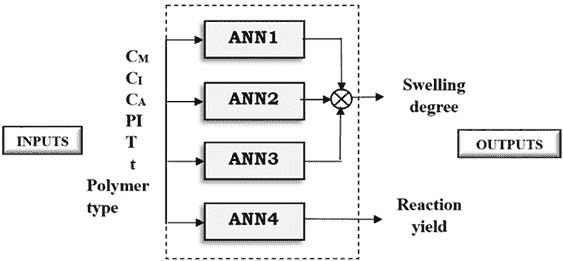 INPUTS
CM
CI
CA
PI
T
t
Polymer
type
ANN1
ANN2
ANN3
ANN4
Swelling
degree
Reaction
yield
OUTPUTS